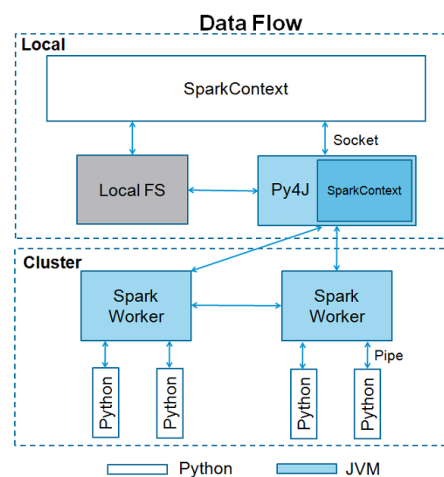 Data Flow
Local
SparkContext
Socket
Local FS
Py4J
SparkContext
Cluster
Spark
Worker
Spark
Worker
Pipe
Python
Python
Python
Python
Python
JVM